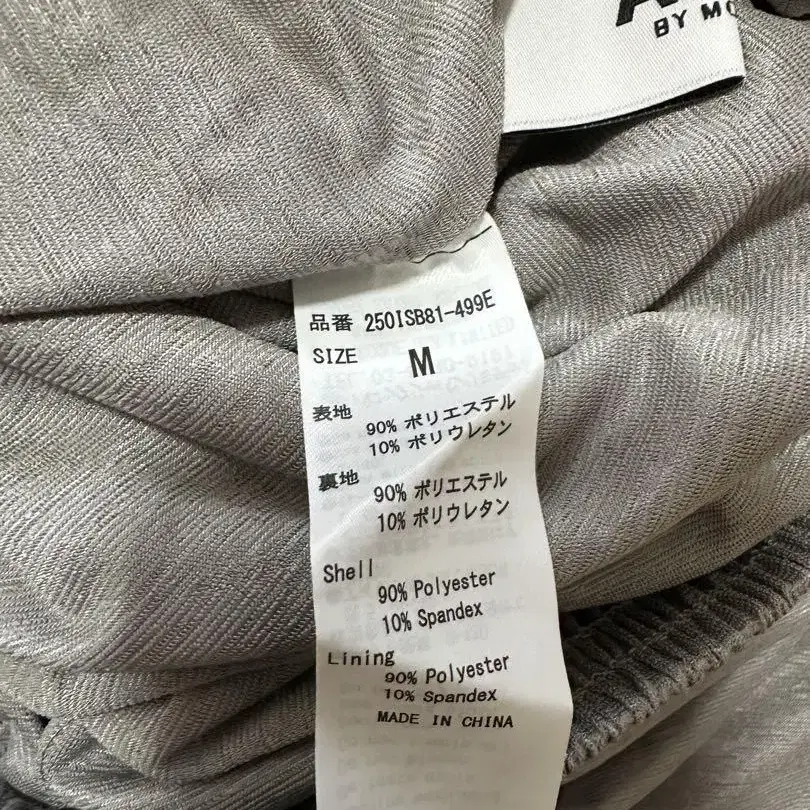 BY MO
品番 250ISB81-499E
SIZE M
表地
90% ポリエステル
10% ポリウレタン
裏地
90% ポリエステル
10% ポリウレタン
Shell
90% Polyester
10% Spandex
Lining
90% Polyester
10% Spandex
MADE IN CHINA